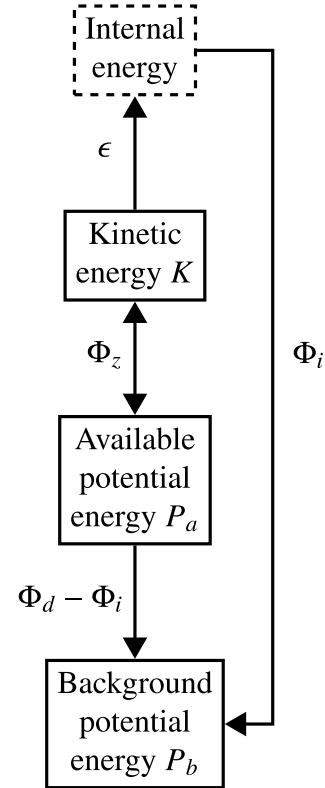 Internal
energy
ϵ
Kinetic
energy K
Φz
Φi
Available
potential
energy Pa
Φd − Φi
Background
potential
energy Pb